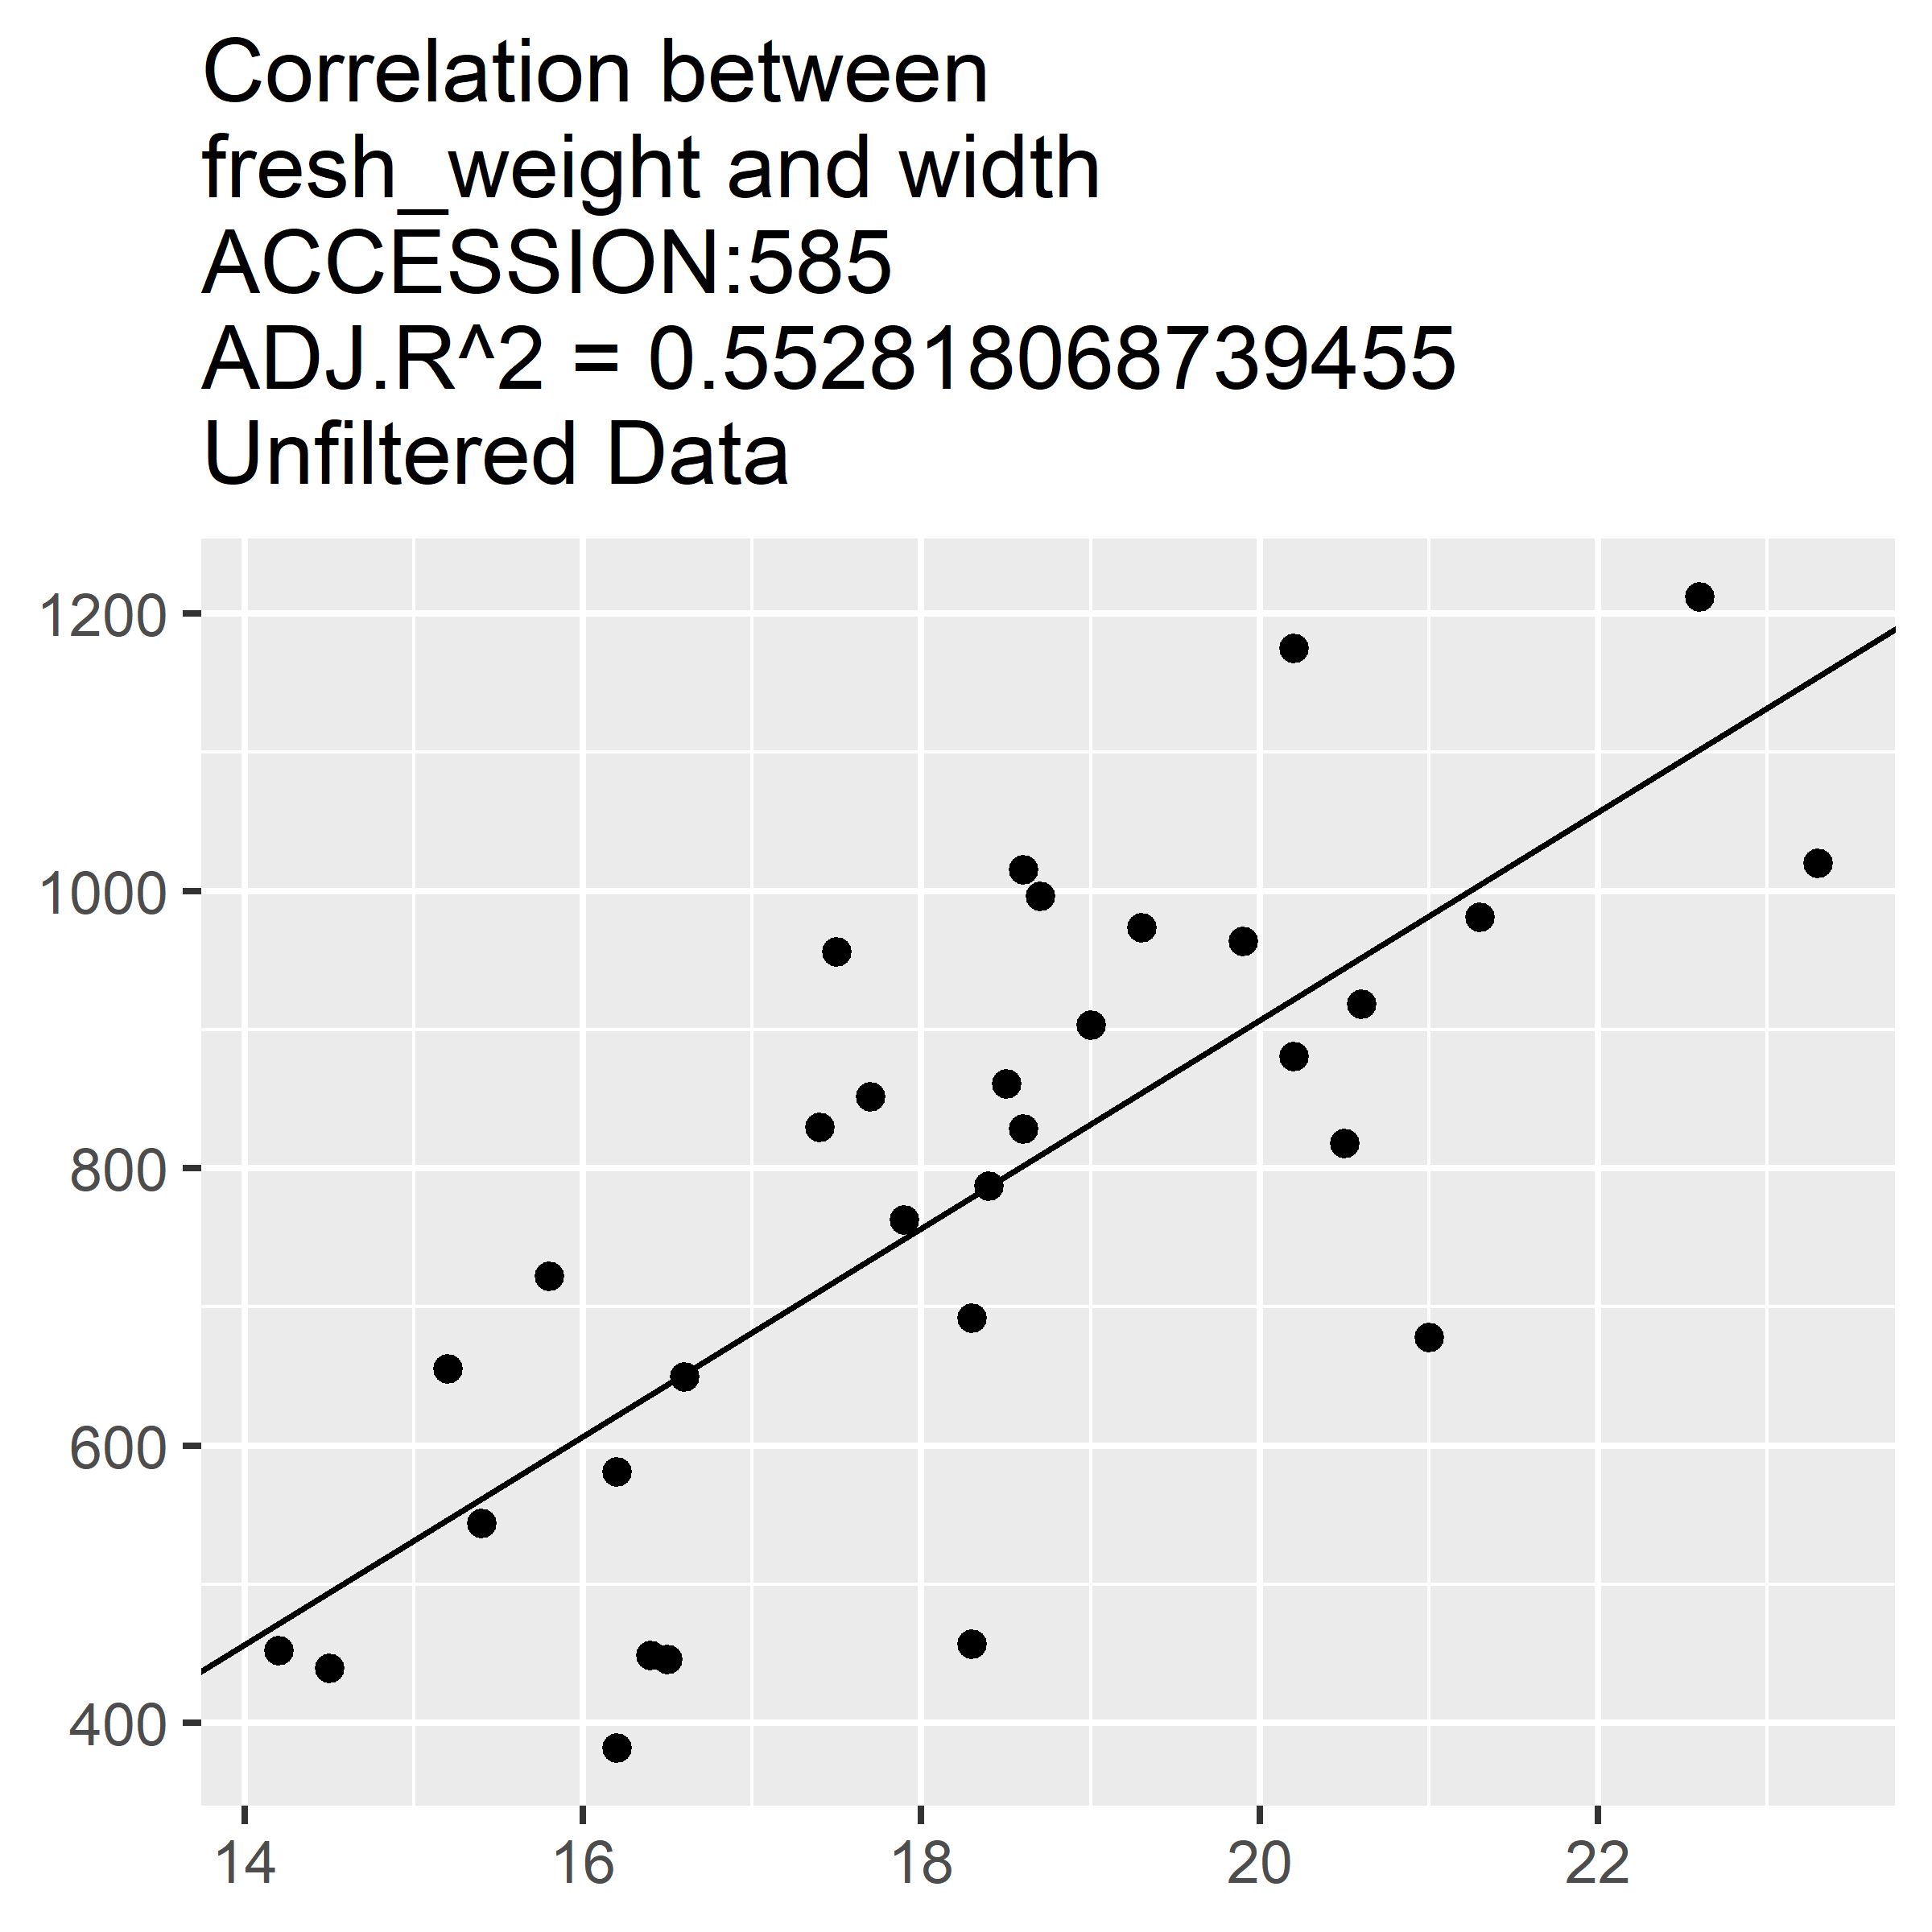 Correlation between
fresh_weight and width
ACCESSION:585
ADJ.R^2 = 0.552818068739455
Unfiltered Data
1200
1000
800
600
400
14 16 18 20 22